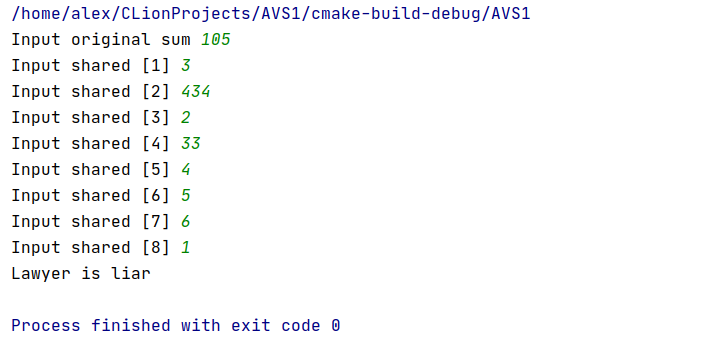 /home/alex/CLionProjects/AVS1/cmake-build-debug/AVS1
Input original sum 105
Input shared [1] 3
Input shared [2] 434
Input shared [3] 2
Input shared [4] 33
Input shared [5] 4
Input shared [6] 5
Input shared [7] 6
Input shared [8] 1
Lawyer is liar
Process finished with exit code 0